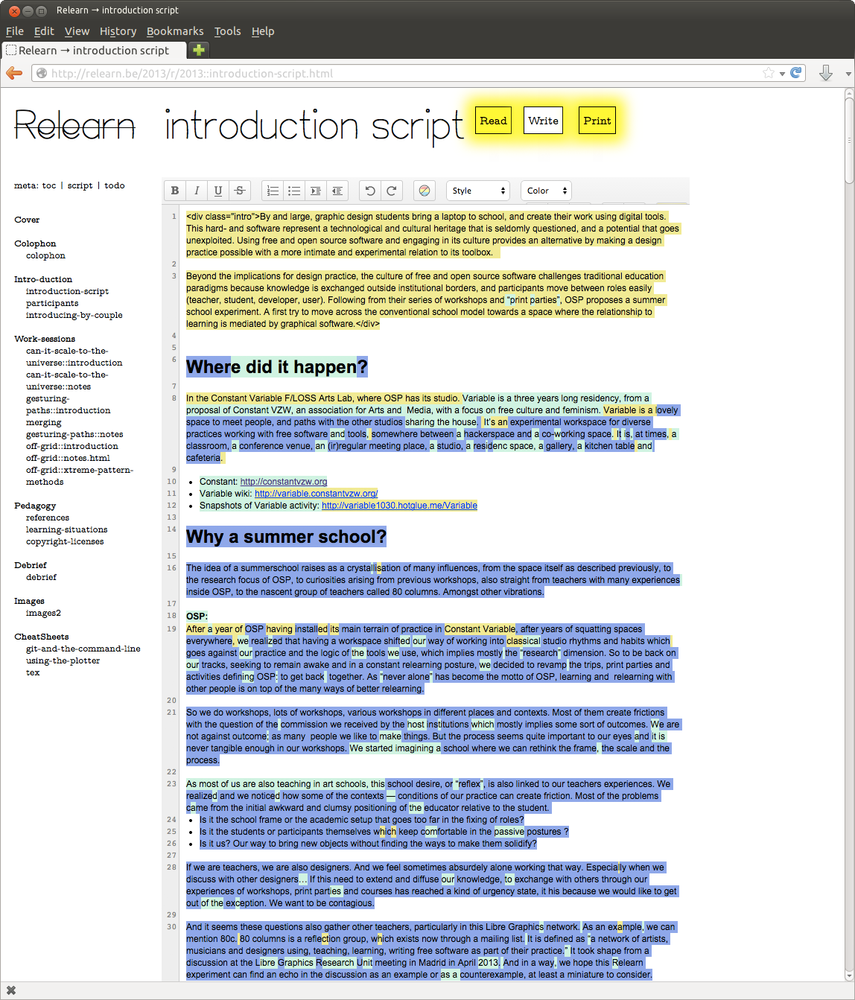 Relearn → introduction script
File Edit View History Bookmarks Tools Help
Relearn → introduction script
http://relearn.be/2013/r/2013::introduction-script.html
Relearn introduction script Read Write Print
meta: toc | script | todo
Cover
Colophon
colophon
Intro-duction
introduction-script
participants
introducing-by-couple
Work-sessions
can-it-scale-to-the-
universe::introduction
can-it-scale-to-the-
universe::notes
gesturing-
paths::introduction
merging
gesturing-paths::notes
off-grid::introduction
off-grid::notes.html
off-grid::xtreme-pattern-
methods
Pedagogy
references
learning-situations
copyright-licenses
Debrief
debrief
Images
images2
CheatSheets
git-and-the-command-line
using-the-plotter
tex
B I U S Style Color
1 <div class="intro">By and large, graphic design students bring a laptop to school, and create their work using digital tools.
This hard- and software represent a technological and cultural heritage that is seldomly questioned, and a potential that goes
unexploited. Using free and open source software and engaging in its culture provides an alternative by making a design
practice possible with a more intimate and experimental relation to its toolbox.
2
3 Beyond the implications for design practice, the culture of free and open source software challenges traditional education
paradigms because knowledge is exchanged outside institutional borders, and participants move between roles easily
(teacher, student, developer, user). Following from their series of workshops and "print parties", OSP proposes a summer
school experiment. A first try to move across the conventional school model towards a space where the relationship to
learning is mediated by graphical software.</div>
4
5
6 Where did it happen?
7
8 In the Constant Variable F/LOSS Arts Lab, where OSP has its studio. Variable is a three years long residency, from a
proposal of Constant VZW, an association for Arts and Media, with a focus on free culture and feminism. Variable is a lovely
space to meet people, and paths with the other studios sharing the house. It's an experimental workspace for diverse
practices working with free software and tools, somewhere between a hackerspace and a co-working space. It is, at times, a
classroom, a conference venue, an (ir)regular meeting place, a studio, a residenc space, a gallery, a kitchen table and
cafeteria.
9
10 • Constant: http://constantvzw.org
11 • Variable wiki: http://variable.constantvzw.org/
12 • Snapshots of Variable activity: http://variable1030.hotglue.me/Variable
13
14 Why a summer school?
15
16 The idea of a summerschool raises as a crystallisation of many influences, from the space itself as described previously, to
the research focus of OSP, to curiosities arising from previous workshops, also straight from teachers with many experiences
inside OSP, to the nascent group of teachers called 80 columns. Amongst other vibrations.
17
18 OSP:
19 After a year of OSP having installed its main terrain of practice in Constant Variable, after years of squatting spaces
everywhere, we realized that having a workspace shifted our way of working into classical studio rhythms and habits which
goes against our practice and the logic of the tools we use, which implies mostly the "research" dimension. So to be back on
our tracks, seeking to remain awake and in a constant relearning posture, we decided to revamp the trips, print parties and
activities defining OSP: to get back together. As "never alone" has become the motto of OSP, learning and relearning with
other people is on top of the many ways of better relearning.
20
21 So we do workshops, lots of workshops, various workshops in different places and contexts. Most of them create frictions
with the question of the commission we received by the host institutions which mostly implies some sort of outcomes. We are
not against outcome: as many people we like to make things. But the process seems quite important to our eyes and it is
never tangible enough in our workshops. We started imagining a school where we can rethink the frame, the scale and the
process.
22
23 As most of us are also teaching in art schools, this school desire, or "reflex", is also linked to our teachers experiences. We
realized and we noticed how some of the contexts — conditions of our practice can create friction. Most of the problems
came from the initial awkward and clumsy positioning of the educator relative to the student.
24 • Is it the school frame or the academic setup that goes too far in the fixing of roles?
25 • Is it the students or participants themselves which keep comfortable in the passive postures ?
26 • Is it us? Our way to bring new objects without finding the ways to make them solidify?
27
28 If we are teachers, we are also designers. And we feel sometimes absurdely alone working that way. Especially when we
discuss with other designers... If this need to extend and diffuse our knowledge, to exchange with others through our
experiences of workshops, print parties and courses has reached a kind of urgency state, it his because we would like to get
out of the exception. We want to be contagious.
29
30 And it seems these questions also gather other teachers, particularly in this Libre Graphics network. As an example, we can
mention 80c. 80 columns is a reflection group, which exists now through a mailing list. It is defined as "a network of artists,
musicians and designers using, teaching, learning, writing free software as part of their practice." It took shape from a
discussion at the Libre Graphics Research Unit meeting in Madrid in April 2013. And in a way, we hope this Relearn
experiment can find an echo in the discussion as an example or as a counterexample, at least a miniature to consider.